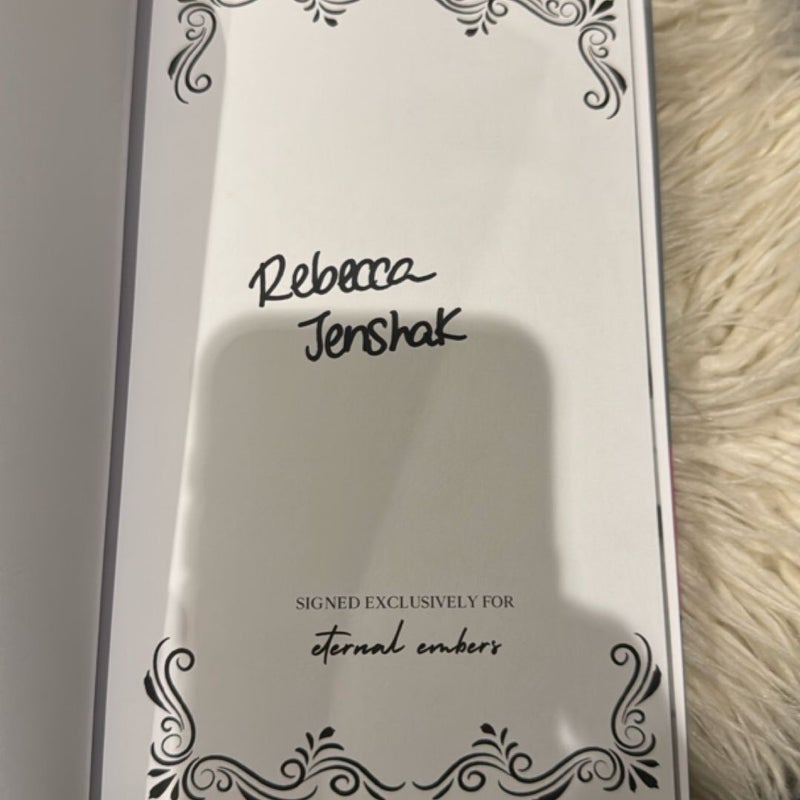 Rebecca
Jenshak
SIGNED EXCLUSIVELY FOR
eternal embers